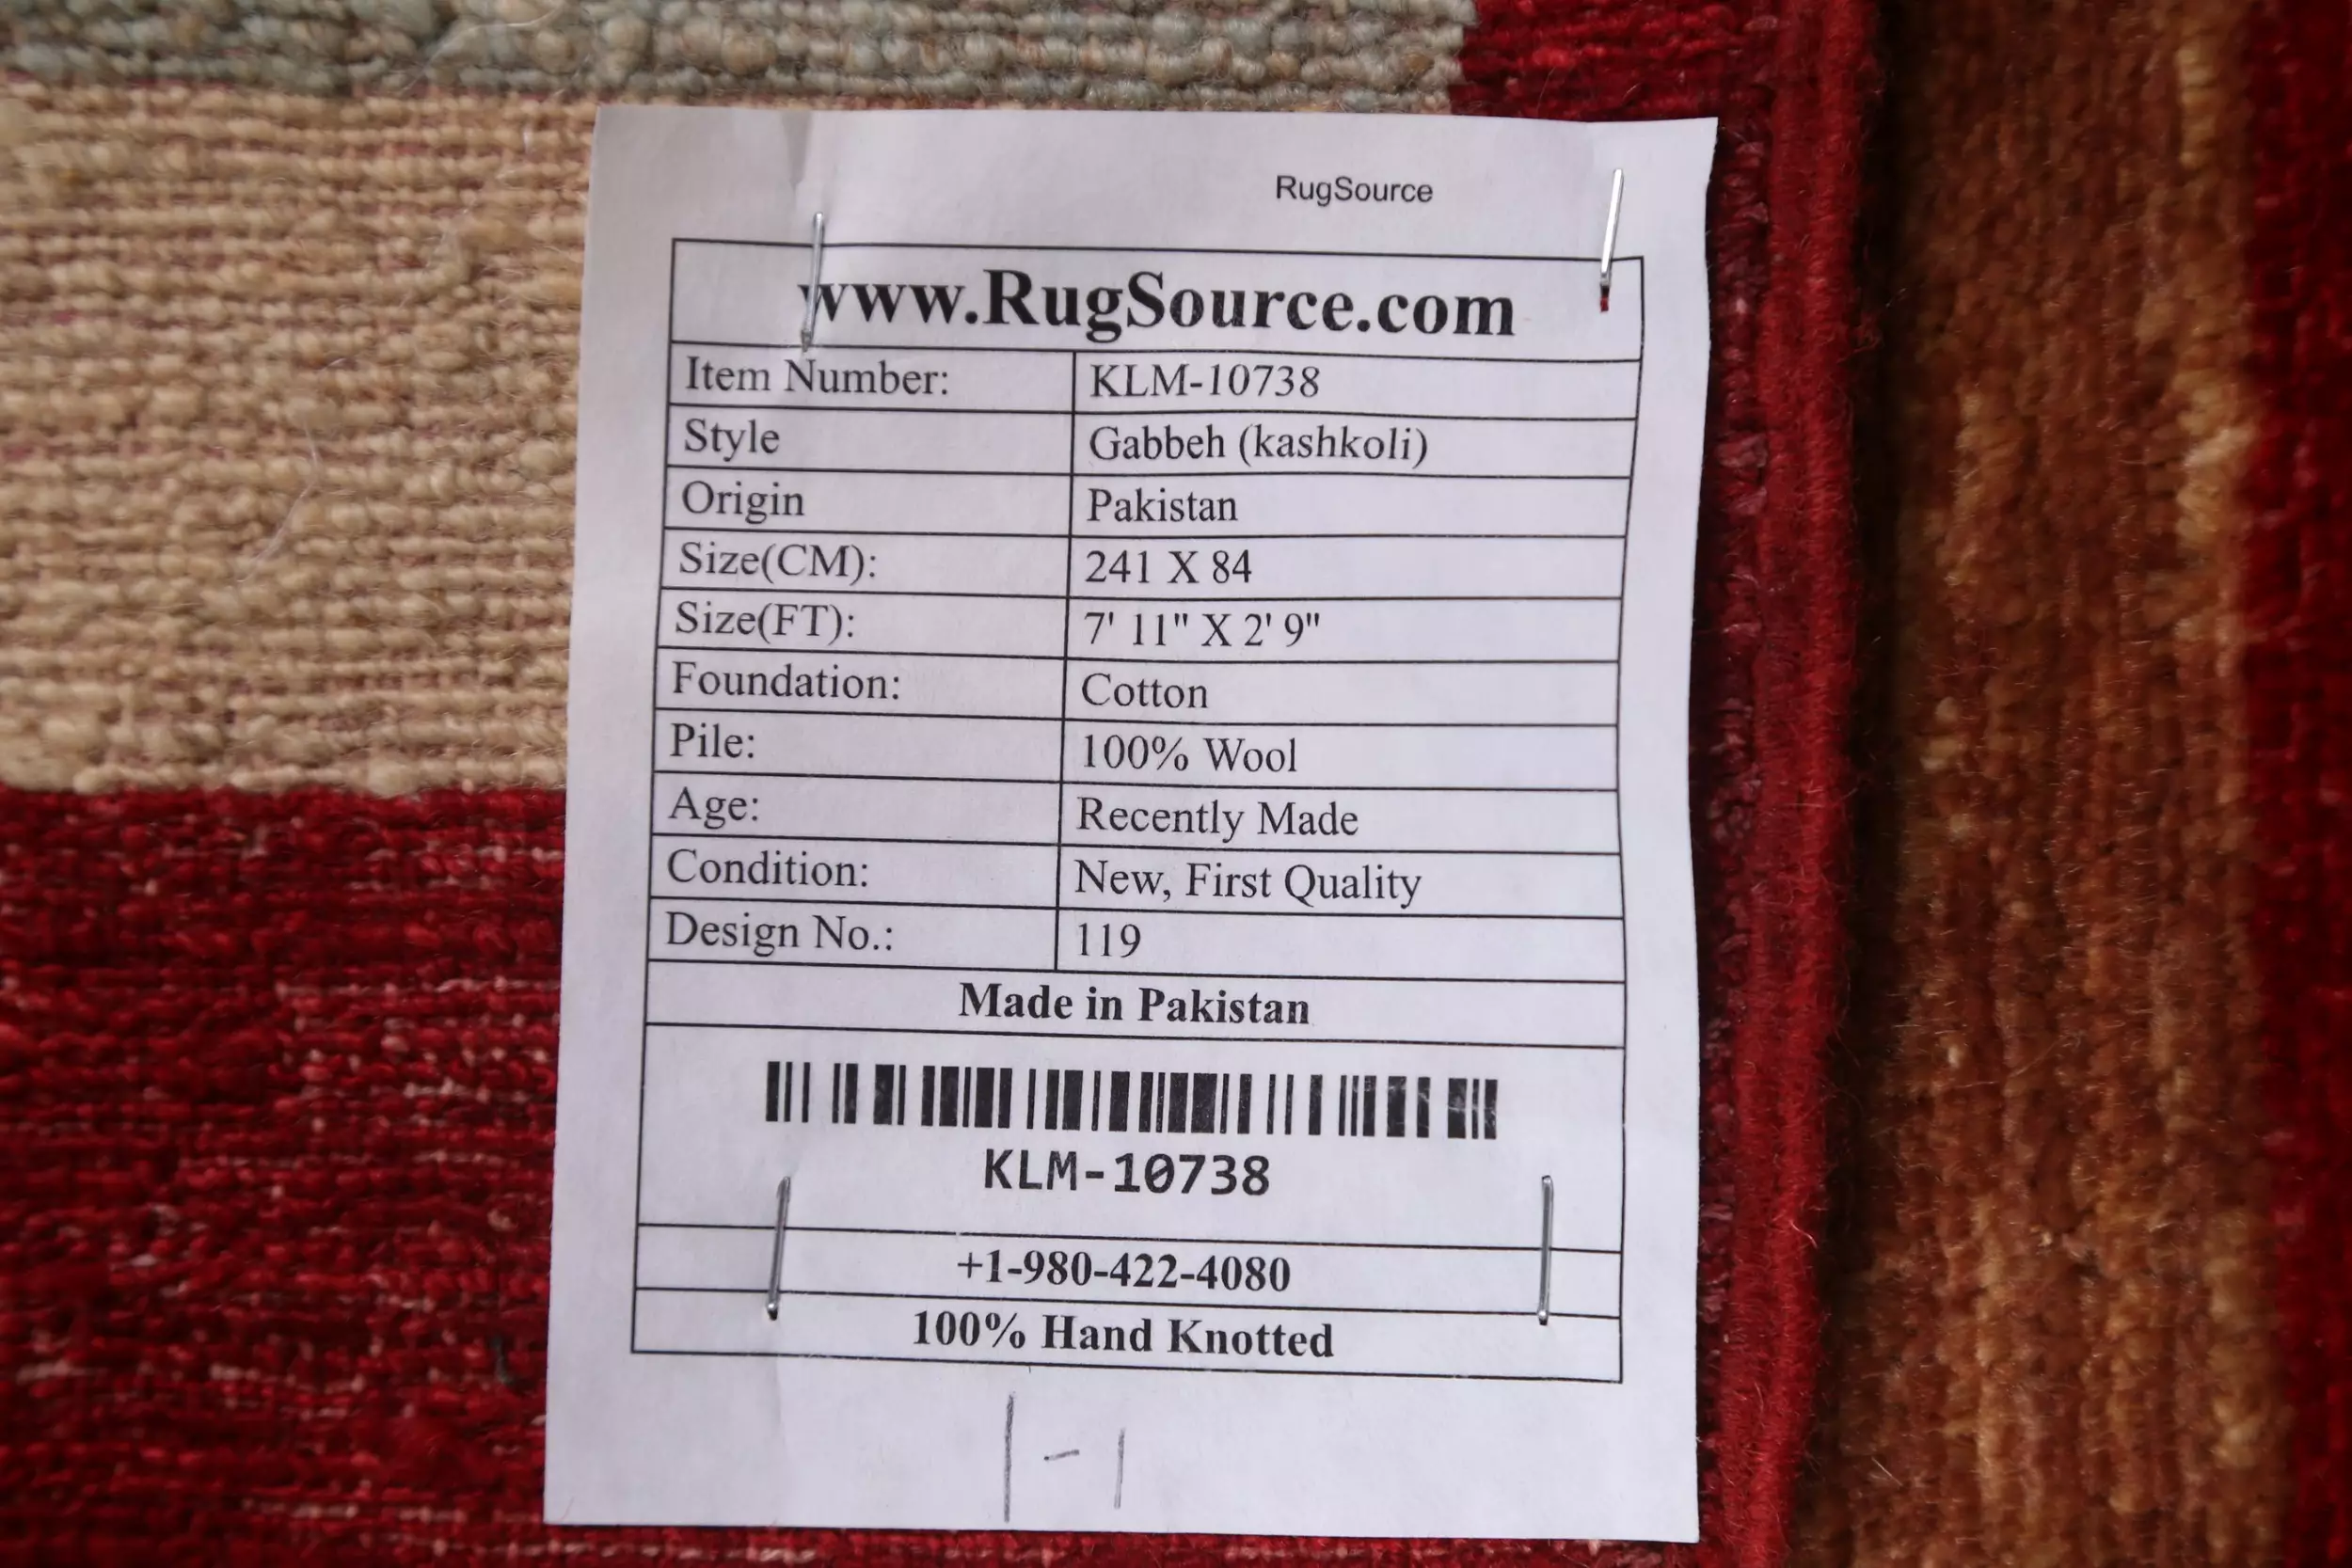 RugSource
www.RugSource.com
Item Number: KLM-10738
Style Gabbeh (kashkoli)
Origin Pakistan
Size(CM): 241 X 84
Size(FT): 7' 11" X 2' 9"
Foundation: Cotton
Pile: 100% Wool
Age: Recently Made
Condition: New, First Quality
Design No.: 119
Made in Pakistan
KLM-10738
+1-980-422-4080
100% Hand Knotted
1-1